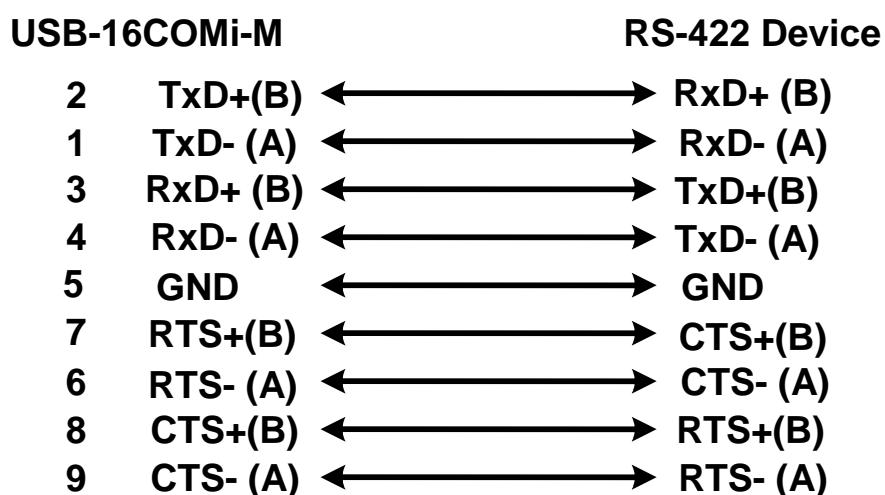 USB-16COMi-M RS-422 Device
2 TxD+(B) RxD+ (B)
1 TxD- (A) RxD- (A)
3 RxD+ (B) TxD+(B)
4 RxD- (A) TxD- (A)
5 GND GND
7 RTS+(B) CTS+(B)
6 RTS- (A) CTS- (A)
8 CTS+(B) RTS+(B)
9 CTS- (A) RTS- (A)